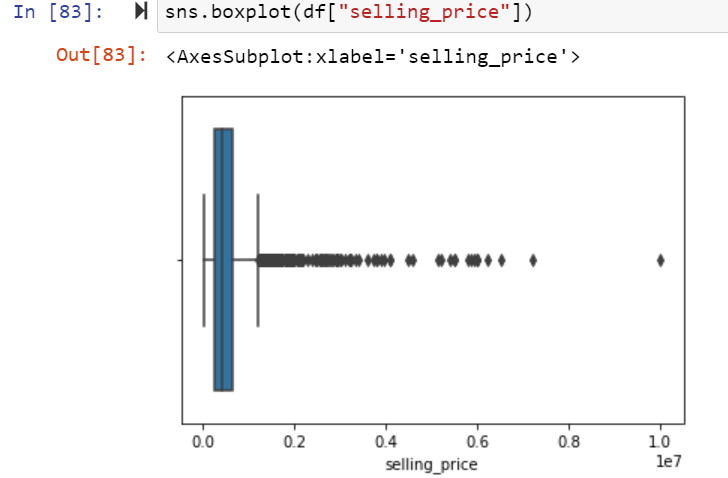 In [83]: sns.boxplot(df["selling_price"])
Out[83]: <AxesSubplot:xlabel='selling_price'>
0.0 0.2 0.4 0.6 0.8 1.0
1e7
selling_price